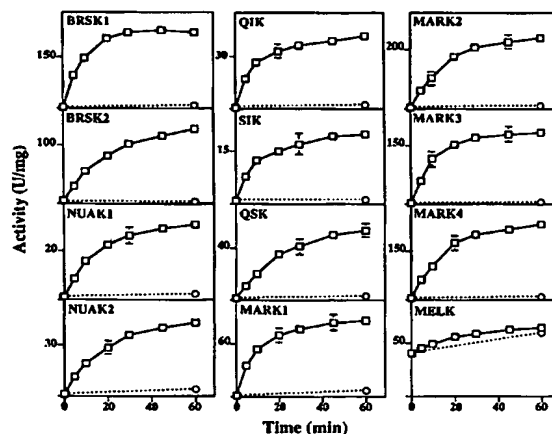 BRSK1
150
QIK
30
MARK2
200
BRSK2
100
SIK
15
MARK3
150
NUAK1
20
QSK
40
MARK4
150
NUAK2
30
MARK1
60
MELK
50
Activity (U/mg)
0 20 40 60
0 20 40 60
0 20 40 60
Time (min)